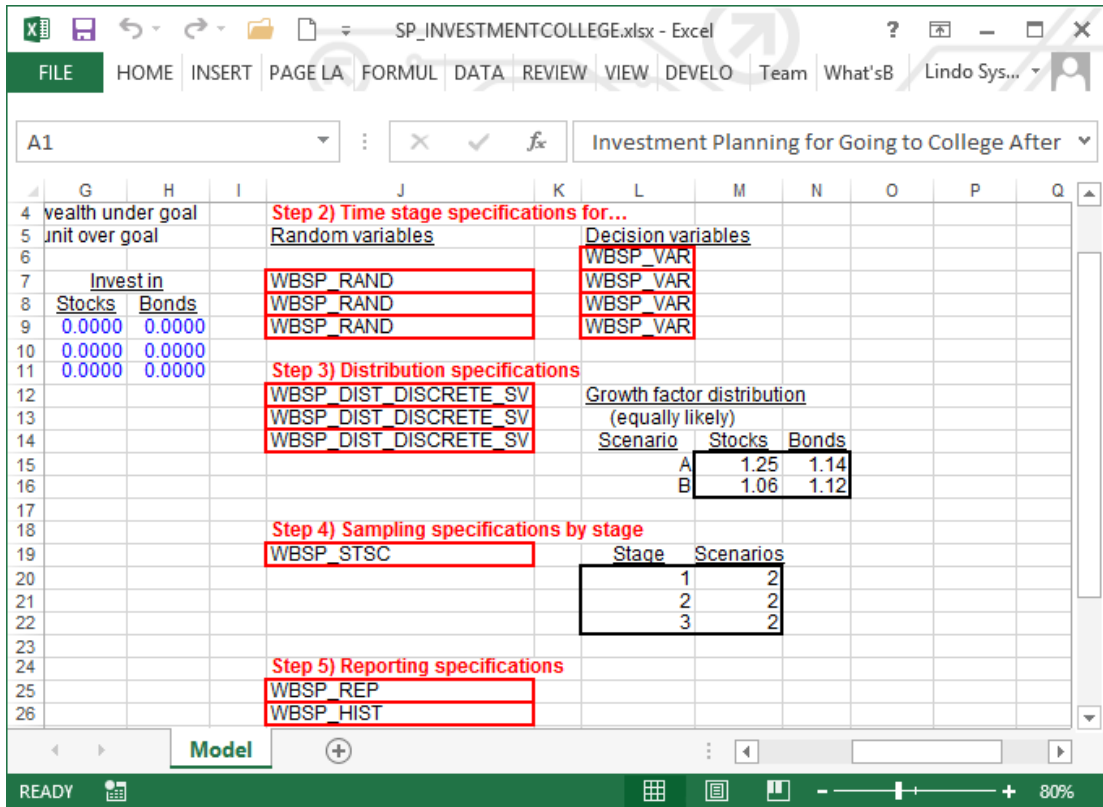 SP_INVESTMENTCOLLEGE.xlsx - Excel
FILE HOME INSERT PAGE LA FORMUL DATA REVIEW VIEW DEVELO Team What'sB Lindo Sys...
A1 fx Investment Planning for Going to College After
G H I J K L M N O P Q
4 wealth under goal Step 2) Time stage specifications for...
5 unit over goal Random variables Decision variables
6 WBSP_VAR
7 Invest in WBSP_RAND WBSP_VAR
8 Stocks Bonds WBSP_RAND WBSP_VAR
9 0.0000 0.0000 WBSP_RAND WBSP_VAR
10 0.0000 0.0000
11 0.0000 0.0000 Step 3) Distribution specifications
12 WBSP_DIST_DISCRETE_SV Growth factor distribution
13 WBSP_DIST_DISCRETE_SV (equally likely)
14 WBSP_DIST_DISCRETE_SV Scenario Stocks Bonds
15 A 1.25 1.14
16 B 1.06 1.12
17
18 Step 4) Sampling specifications by stage
19 WBSP_STSC Stage Scenarios
20 1 2
21 2 2
22 3 2
23
24 Step 5) Reporting specifications
25 WBSP_REP
26 WBSP_HIST
Model
READY 80%